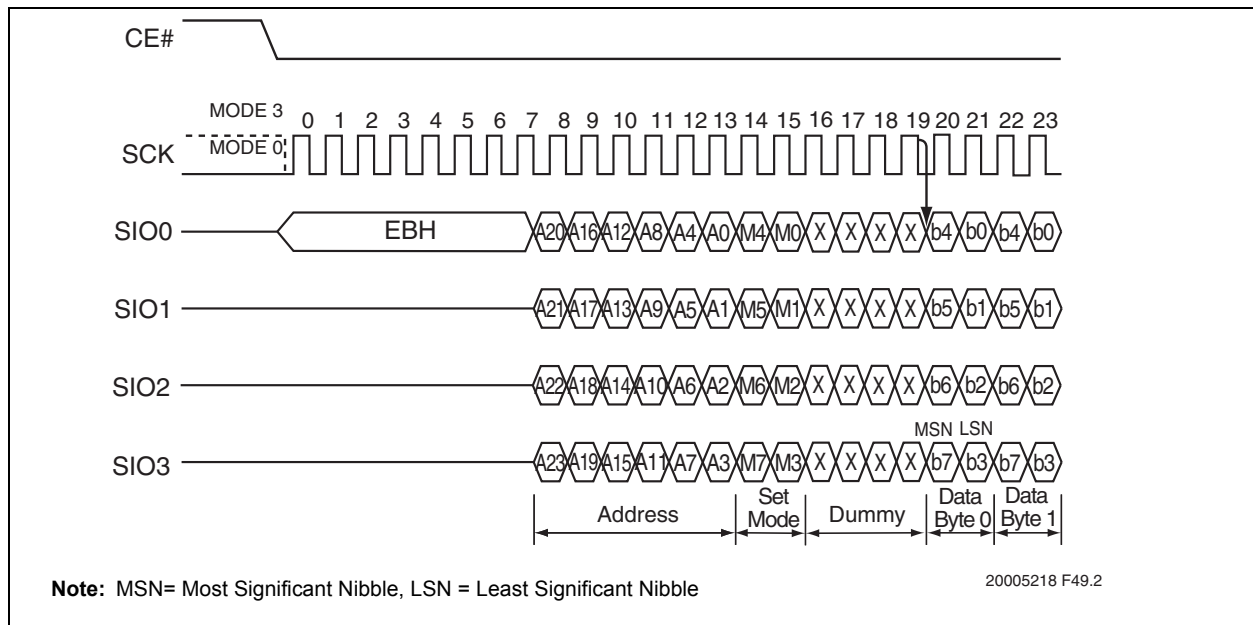 CE#
MODE 3
0 1 2 3 4 5 6 7 8 9 10 11 12 13 14 15 16 17 18 19 20 21 22 23
SCK
MODE 0
SIO0
EBH
A20 A16 A12 A8 A4 A0 M4 M0 X X X X b4 b0 b4 b0
SIO1
A21 A17 A13 A9 A5 A1 M5 M1 X X X X b5 b1 b5 b1
SIO2
A22 A18 A14 A10 A6 A2 M6 M2 X X X X b6 b2 b6 b2
MSN LSN
SIO3
A23 A19 A15 A11 A7 A3 M7 M3 X X X X b7 b3 b7 b3
Address
Set
Mode
Dummy
Data
Byte 0
Data
Byte 1
Note: MSN= Most Significant Nibble, LSN = Least Significant Nibble
20005218 F49.2